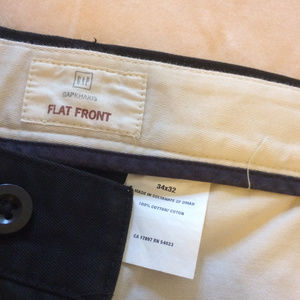 GAP
GAPKHAKIS
FLAT FRONT
34x32
MADE IN SULTANATE OF OMAN
100% COTTON/ COTON
CA 17897 RN 54023